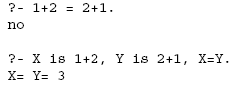 ?- 1+2 = 2+1.
no
?- X is 1+2, Y is 2+1, X=Y.
X= Y= 3